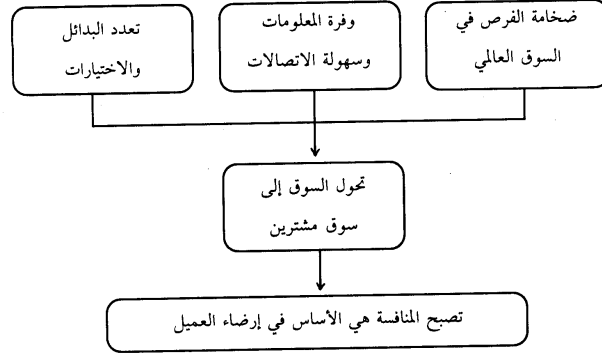 ضخامة الفرص في
السوق العالمي
وفرة المعلومات
وسهولة الاتصالات
تعدد البدائل
والاختيارات
تحول السوق إلى
سوق مشترين
تصبح المنافسة هي الأساس في إرضاء العميل